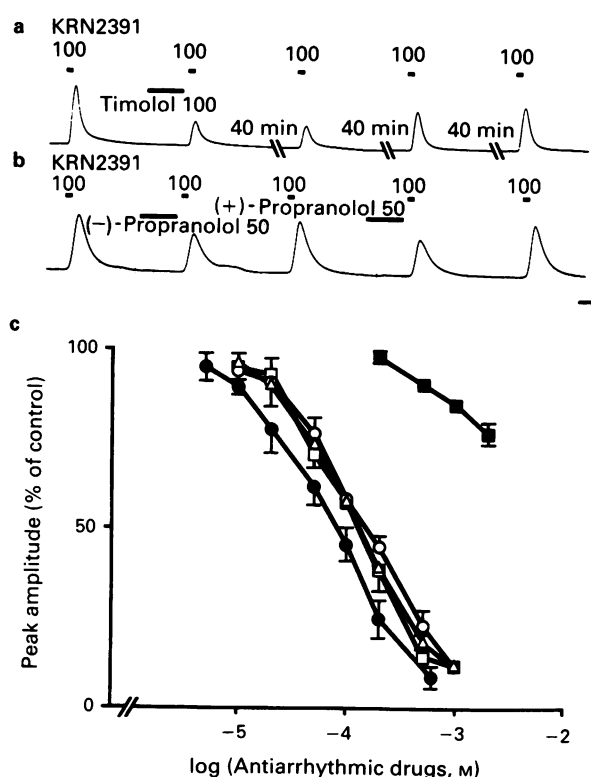 a KRN2391
100 100 100 100 100
Timolol 100
40 min 40 min 40 min
b KRN2391
100 100 100 100 100
(+)-Propranolol 50
(−)-Propranolol 50
c
100
50
0
Peak amplitude (% of control)
−5 −4 −3 −2
log (Antiarrhythmic drugs, M)